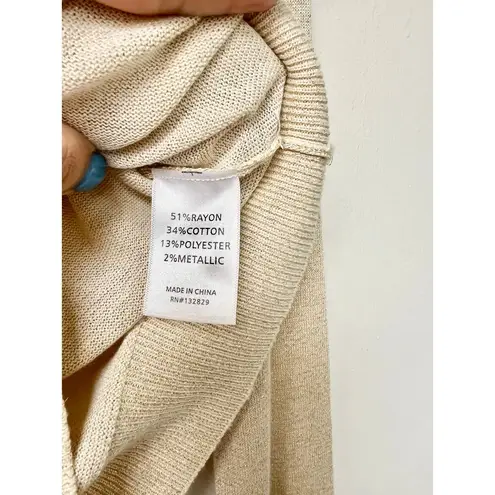 51%RAYON
34%COTTON
13%POLYESTER
2%METALLIC
MADE IN CHINA
RN#132829